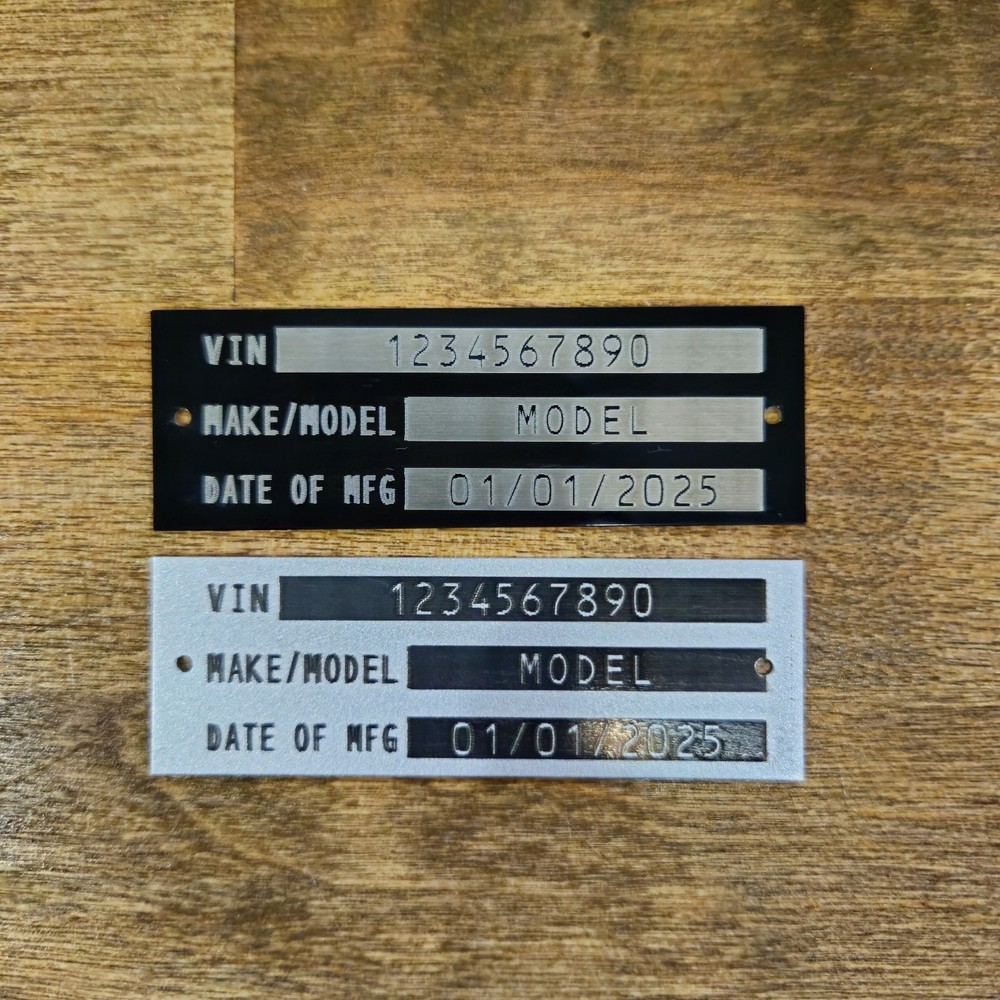 VIN 1234567890
MAKE/MODEL MODEL
DATE OF MFG 01/01/2025
VIN 1234567890
MAKE/MODEL MODEL
DATE OF MFG 01/01/2025